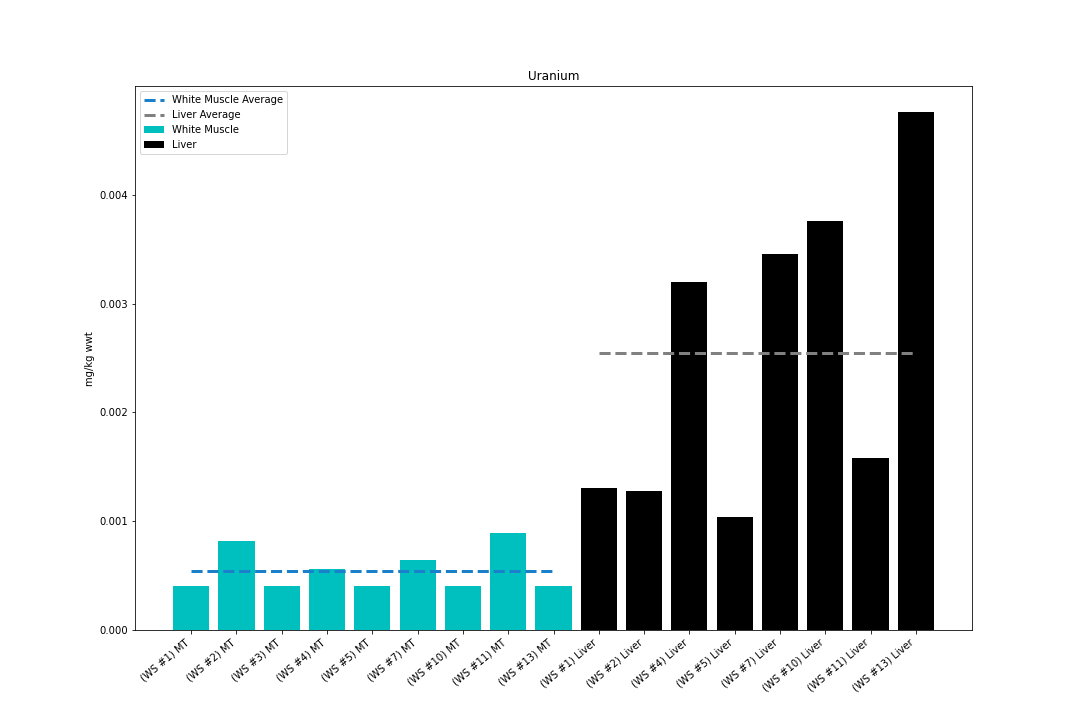 Uranium
White Muscle Average
Liver Average
White Muscle
Liver
mg/kg wwt
0.004
0.003
0.002
0.001
0.000
(WS #1) MT
(WS #2) MT
(WS #3) MT
(WS #4) MT
(WS #5) MT
(WS #7) MT
(WS #10) MT
(WS #11) MT
(WS #13) MT
(WS #1) Liver
(WS #2) Liver
(WS #4) Liver
(WS #5) Liver
(WS #7) Liver
(WS #10) Liver
(WS #11) Liver
(WS #13) Liver